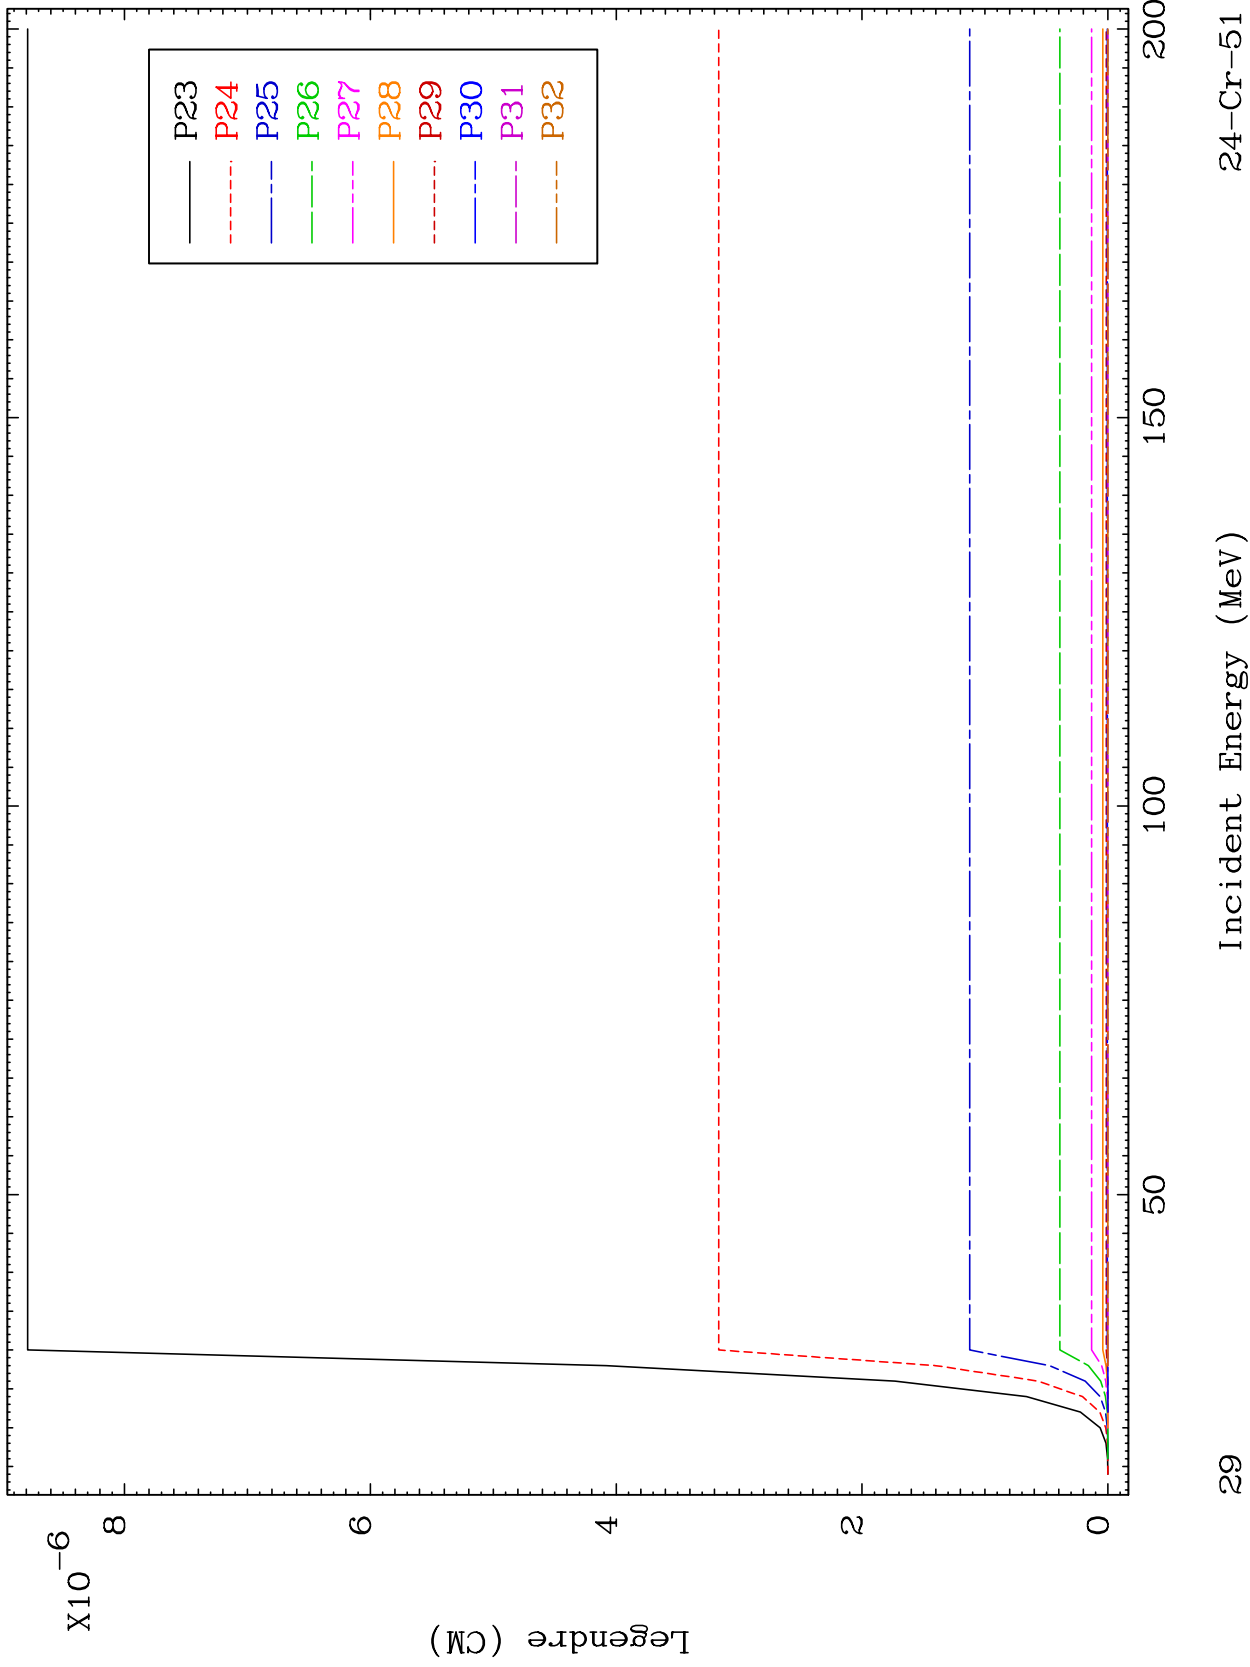 X10-6
8
6
4
2
0
Legendre (CM)
P23
P24
P25
P26
P27
P28
P29
P30
P31
P32
50
100
150
200
Incident Energy (MeV)
29
24-Cr-51